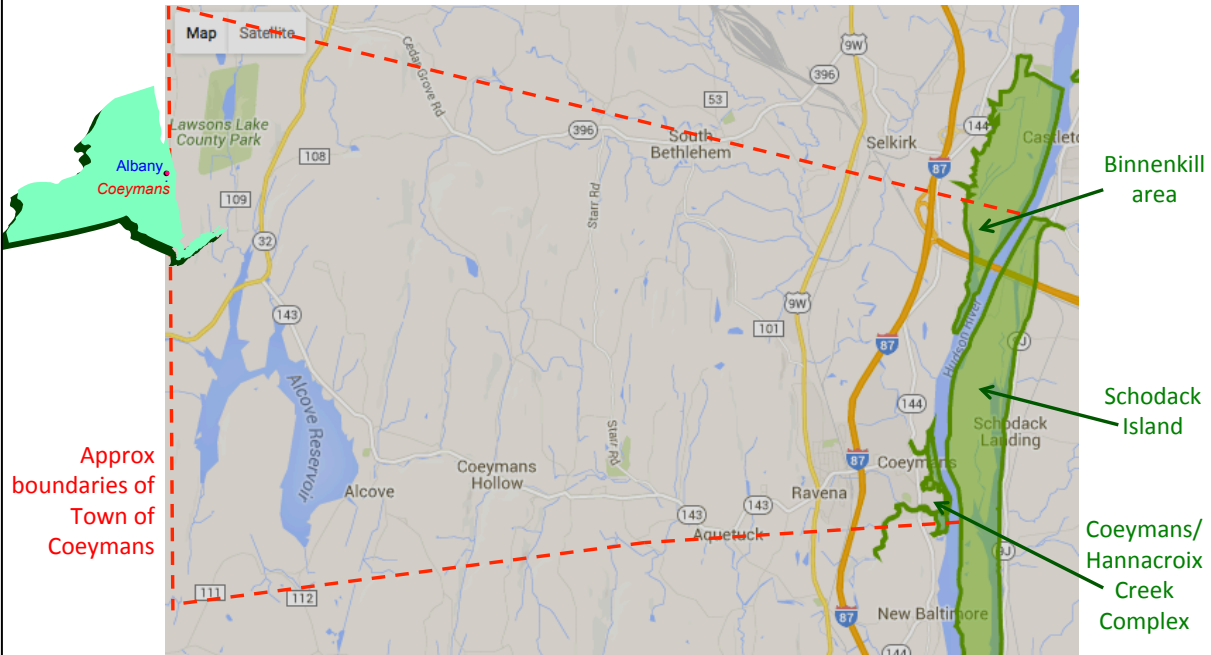 Map Satellite
Cedar Grove Rd
9W
396
53
396
144
Castlet
South
Bethlehem
Selkirk
Lawsons Lake
County Park
108
87
Binnenkill
area
Albany
Coeymans
109
32
Starr Rd
143
9W
101
87
Hudson River
9J
144
Schodack
Island
Schodack
Landing
Alcove Reservoir
Approx
boundaries of
Town of
Coeymans
Starr Rd
Coeymans
Hollow
Alcove
87
Coeymans
Ravena
143
143
Aquetuck
9J
Coeymans/
Hannacroix
Creek
Complex
111
112
87
New Baltimore
144